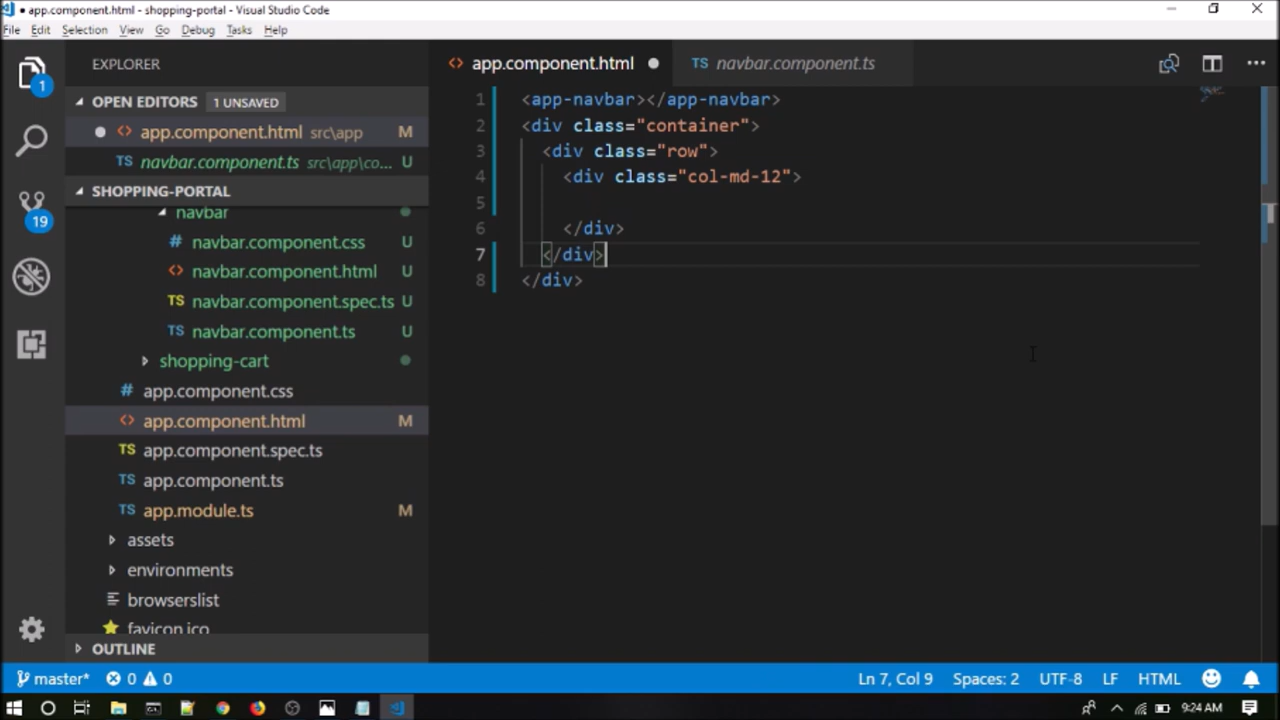 app.component.html - shopping-portal - Visual Studio Code
File Edit Selection View Go Debug Tasks Help
EXPLORER
app.component.html
TS navbar.component.ts
OPEN EDITORS 1 UNSAVED
app.component.html src\app M
TS navbar.component.ts src\app\co... U
SHOPPING-PORTAL
navbar
# navbar.component.css U
<> navbar.component.html U
TS navbar.component.spec.ts U
TS navbar.component.ts U
shopping-cart
# app.component.css
<> app.component.html M
TS app.component.spec.ts
TS app.component.ts
TS app.module.ts M
assets
environments
browserslist
favicon.ico
OUTLINE
1
19
1 <app-navbar></app-navbar>
2 <div class="container">
3 <div class="row">
4 <div class="col-md-12">
5
6 </div>
7 </div>
8 </div>
master* 0 0 Ln 7, Col 9 Spaces: 2 UTF-8 LF HTML
9:24 AM